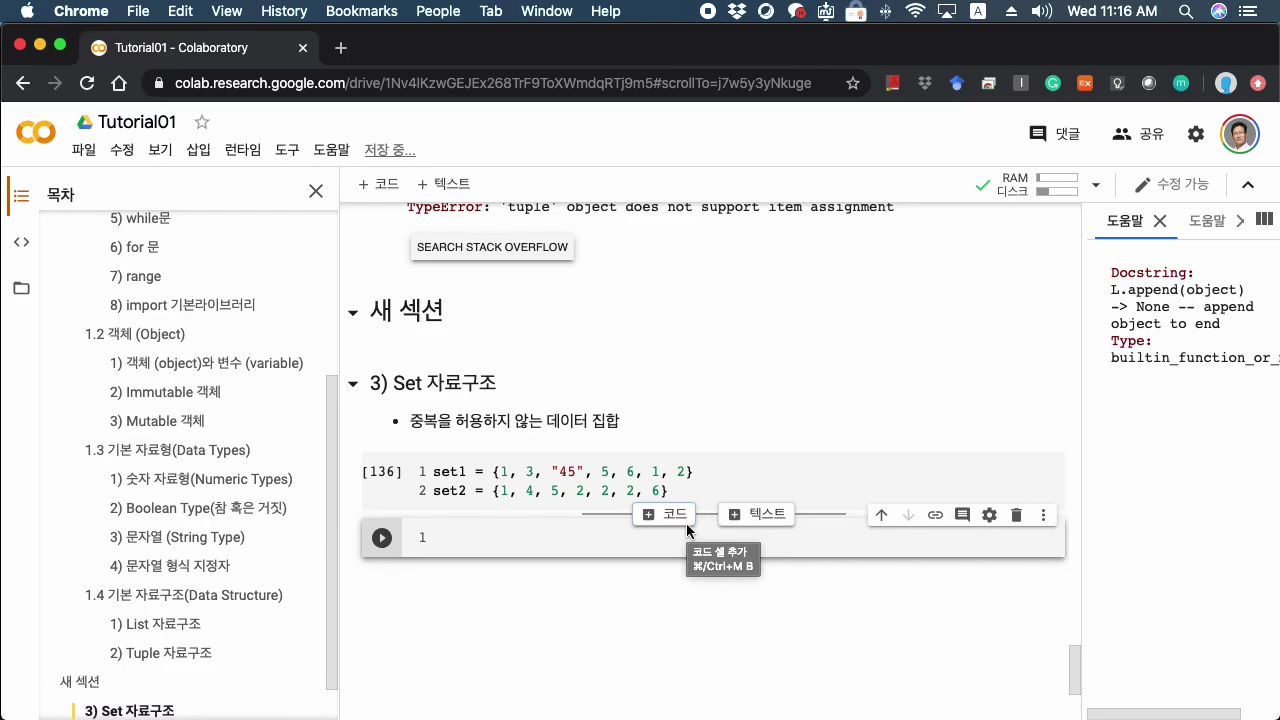 Chrome File Edit View History Bookmarks People Tab Window Help
A
Wed 11:16 AM
Tutorial01 - Colaboratory
colab.research.google.com/drive/1Nv4lKzwGEJEx268TrF9ToXWmdqRTj9m5#scrollTo=j7w5y3yNkuge
Tutorial01
댓글
공유
파일 수정 보기 삽입 런타임 도구 도움말 저장 중...
목차
+ 코드 + 텍스트
RAM
디스크
수정 가능
5) while문
6) for 문
7) range
8) import 기본라이브러리
1.2 객체 (Object)
1) 객체 (object)와 변수 (variable)
2) Immutable 객체
3) Mutable 객체
1.3 기본 자료형(Data Types)
1) 숫자 자료형(Numeric Types)
2) Boolean Type(참 혹은 거짓)
3) 문자열 (String Type)
4) 문자열 형식 지정자
1.4 기본 자료구조(Data Structure)
1) List 자료구조
2) Tuple 자료구조
새 섹션
3) Set 자료구조
TypeError: 'tuple' object does not support item assignment
SEARCH STACK OVERFLOW
새 섹션
3) Set 자료구조
• 중복을 허용하지 않는 데이터 집합
[136] 1 set1 = {1, 3, "45", 5, 6, 1, 2}
2 set2 = {1, 4, 5, 2, 2, 2, 6}
코드 텍스트
1
코드 셀 추가
⌘/Ctrl+M B
도움말 도움말
Docstring:
L.append(object)
-> None -- append
object to end
Type:
builtin_function_or_